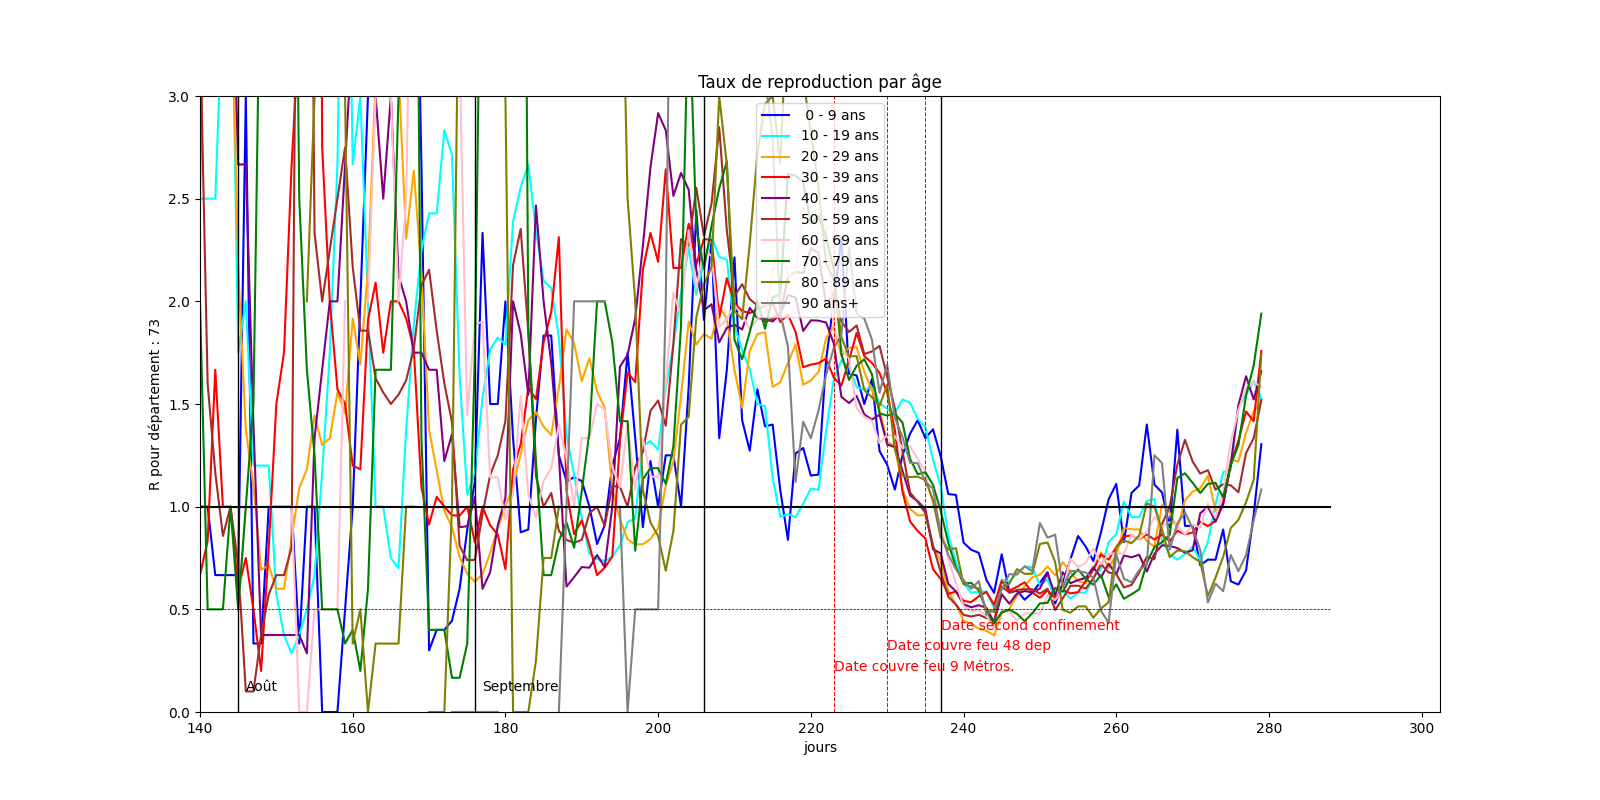 Taux de reproduction par âge
R pour département : 73
3.0
2.5
2.0
1.5
1.0
0.5
0.0
0 - 9 ans
10 - 19 ans
20 - 29 ans
30 - 39 ans
40 - 49 ans
50 - 59 ans
60 - 69 ans
70 - 79 ans
80 - 89 ans
90 ans+
Date second confinement
Date couvre feu 48 dep
Date couvre feu 9 Métros.
Août
Septembre
140 160 180 200 220 240 260 280 300
jours